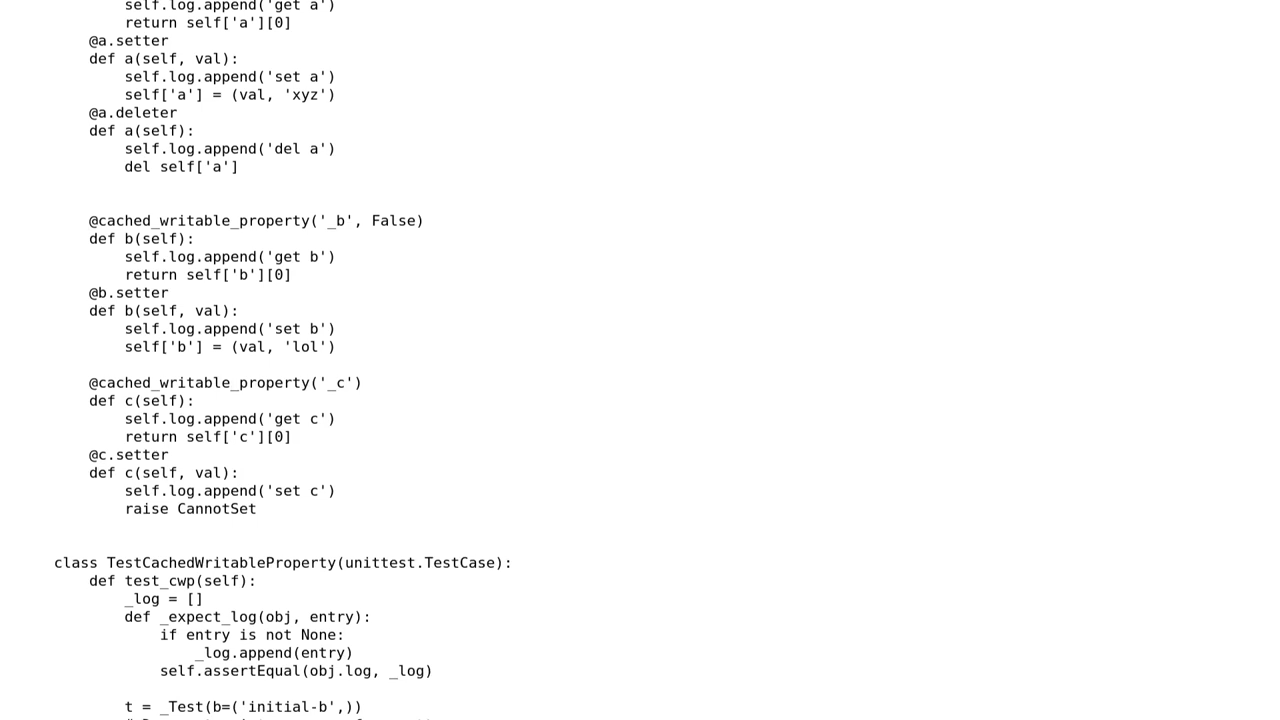 self.log.append('get a')
return self['a'][0]
@a.setter
def a(self, val):
self.log.append('set a')
self['a'] = (val, 'xyz')
@a.deleter
def a(self):
self.log.append('del a')
del self['a']
@cached_writable_property('_b', False)
def b(self):
self.log.append('get b')
return self['b'][0]
@b.setter
def b(self, val):
self.log.append('set b')
self['b'] = (val, 'lol')
@cached_writable_property('_c')
def c(self):
self.log.append('get c')
return self['c'][0]
@c.setter
def c(self, val):
self.log.append('set c')
raise CannotSet
class TestCachedWritableProperty(unittest.TestCase):
def test_cwp(self):
_log = []
def _expect_log(obj, entry):
if entry is not None:
_log.append(entry)
self.assertEqual(obj.log, _log)
t = _Test(b=('initial-b',))